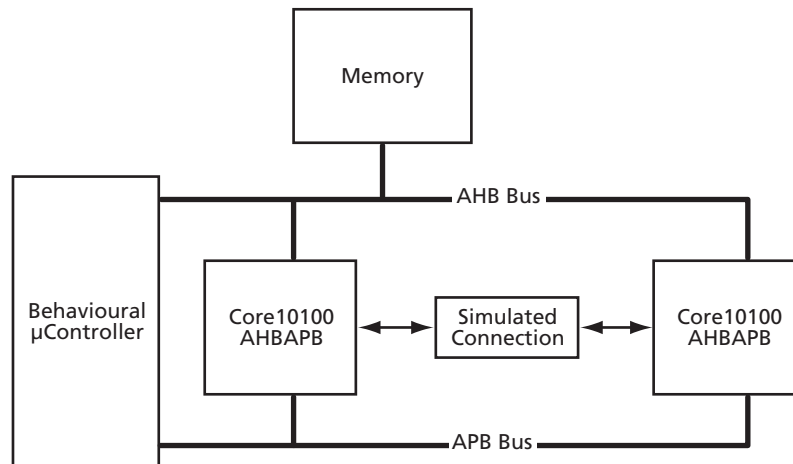 Memory
AHB Bus
Behavioural
µController
Core10100
AHBAPB
Simulated
Connection
Core10100
AHBAPB
APB Bus